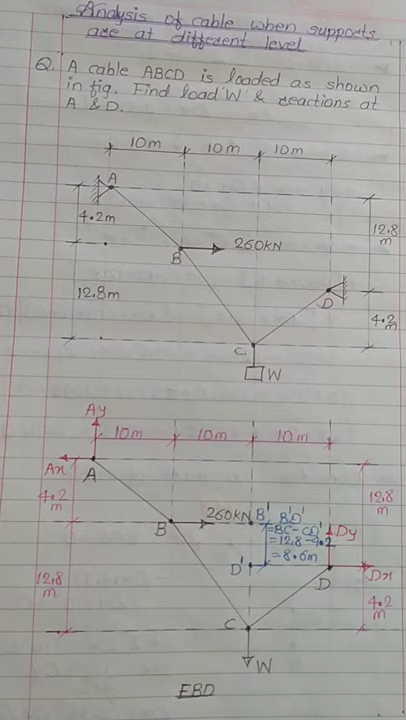 Analysis of cable when supports
are at different level
Q. A cable ABCD is loaded as shown
in fig. Find load 'W' & reactions at
A & D.
10m 10m 10m
A
4.2m
12.8m
B
260KN
12.8m
D
4.2m
C
W
Ay
10m 10m 10m
Ax
A
4.2
m
12.8
m
B
260KN
B' B'D'
=BC-CD'
=12.8-4.2
=8.6m
Dy
D'
D
Dx
12.8
m
4.2
m
C
W
FBD